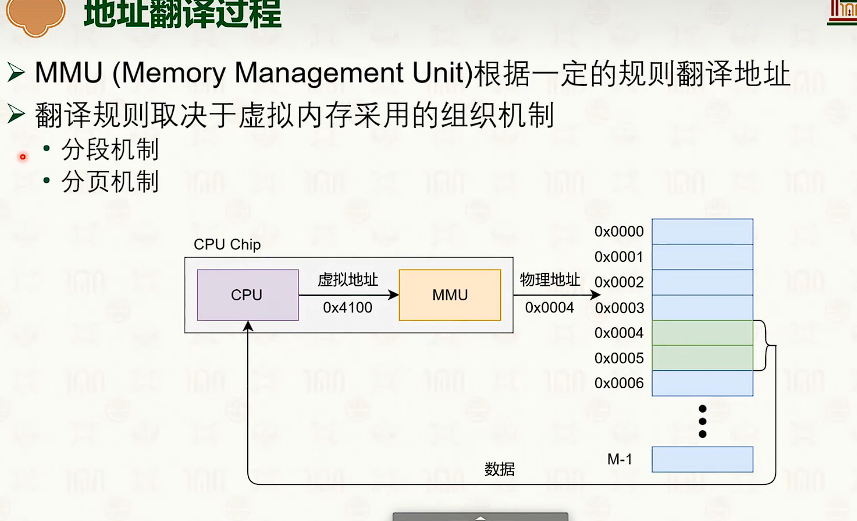 地址翻译过程
MMU (Memory Management Unit)根据一定的规则翻译地址
翻译规则取决于虚拟内存采用的组织机制
分段机制
分页机制
CPU Chip
CPU
虚拟地址
0x4100
MMU
物理地址
0x0004
0x0000
0x0001
0x0002
0x0003
0x0004
0x0005
0x0006
M-1
数据